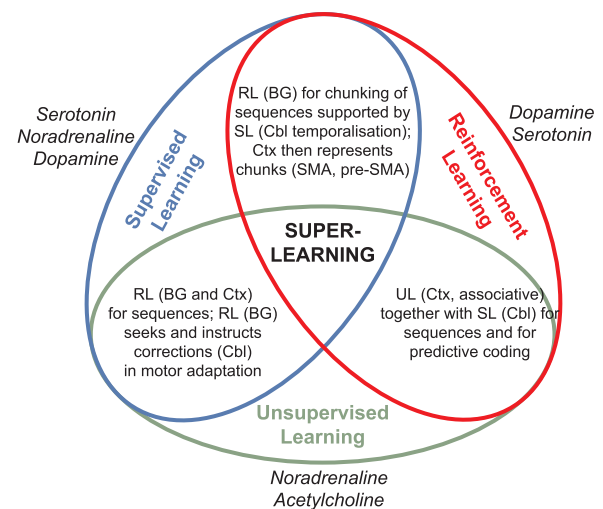 RL (BG) for chunking of
sequences supported by
SL (Cbl temporalisation);
Ctx then represents
chunks (SMA, pre-SMA)
Serotonin
Noradrenaline
Dopamine
Dopamine
Serotonin
Supervised
Learning
Reinforcement
Learning
SUPER-
LEARNING
RL (BG and Ctx)
for sequences; RL (BG)
seeks and instructs
corrections (Cbl)
in motor adaptation
UL (Ctx, associative)
together with SL (Cbl) for
sequences and for
predictive coding
Unsupervised
Learning
Noradrenaline
Acetylcholine